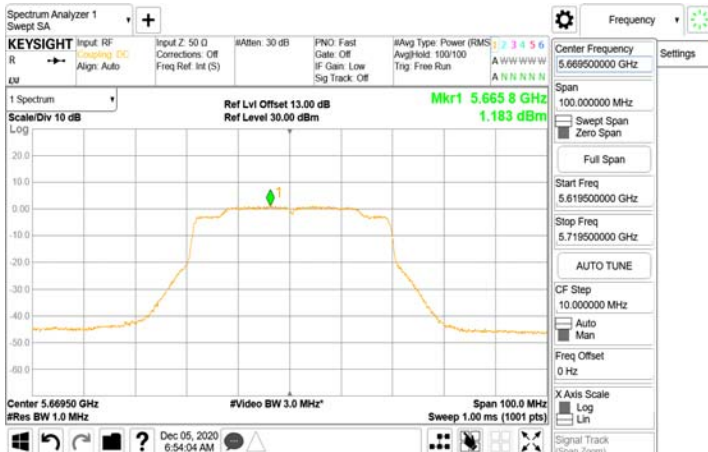 Spectrum Analyzer 1
Swept SA
+
Frequency
KEYSIGHT
R
LXI
Input: RF
Coupling: DC
Align: Auto
Input Z: 50 Ω
Corrections: Off
Freq Ref: Int (S)
#Atten: 30 dB
PNO: Fast
Gate: Off
IF Gain: Low
Sig Track: Off
#Avg Type: Power (RMS
Avg|Hold: 100/100
Trig: Free Run
1 2 3 4 5 6
A W W W W W
A N N N N N
1 Spectrum
Scale/Div 10 dB
Log
Ref Lvl Offset 13.00 dB
Ref Level 30.00 dBm
Mkr1 5.665 8 GHz
1.183 dBm
20.0
10.0
0.00
-10.0
-20.0
-30.0
-40.0
-50.0
-60.0
1
Center 5.66950 GHz
#Res BW 1.0 MHz
#Video BW 3.0 MHz*
Span 100.0 MHz
Sweep 1.00 ms (1001 pts)
?
Dec 05, 2020
6:54:04 AM
Center Frequency
5.669500000 GHz
Settings
Span
100.000000 MHz
Swept Span
Zero Span
Full Span
Start Freq
5.619500000 GHz
Stop Freq
5.719500000 GHz
AUTO TUNE
CF Step
10.000000 MHz
Auto
Man
Freq Offset
0 Hz
X Axis Scale
Log
Lin
Signal Track
(Span Zoom)